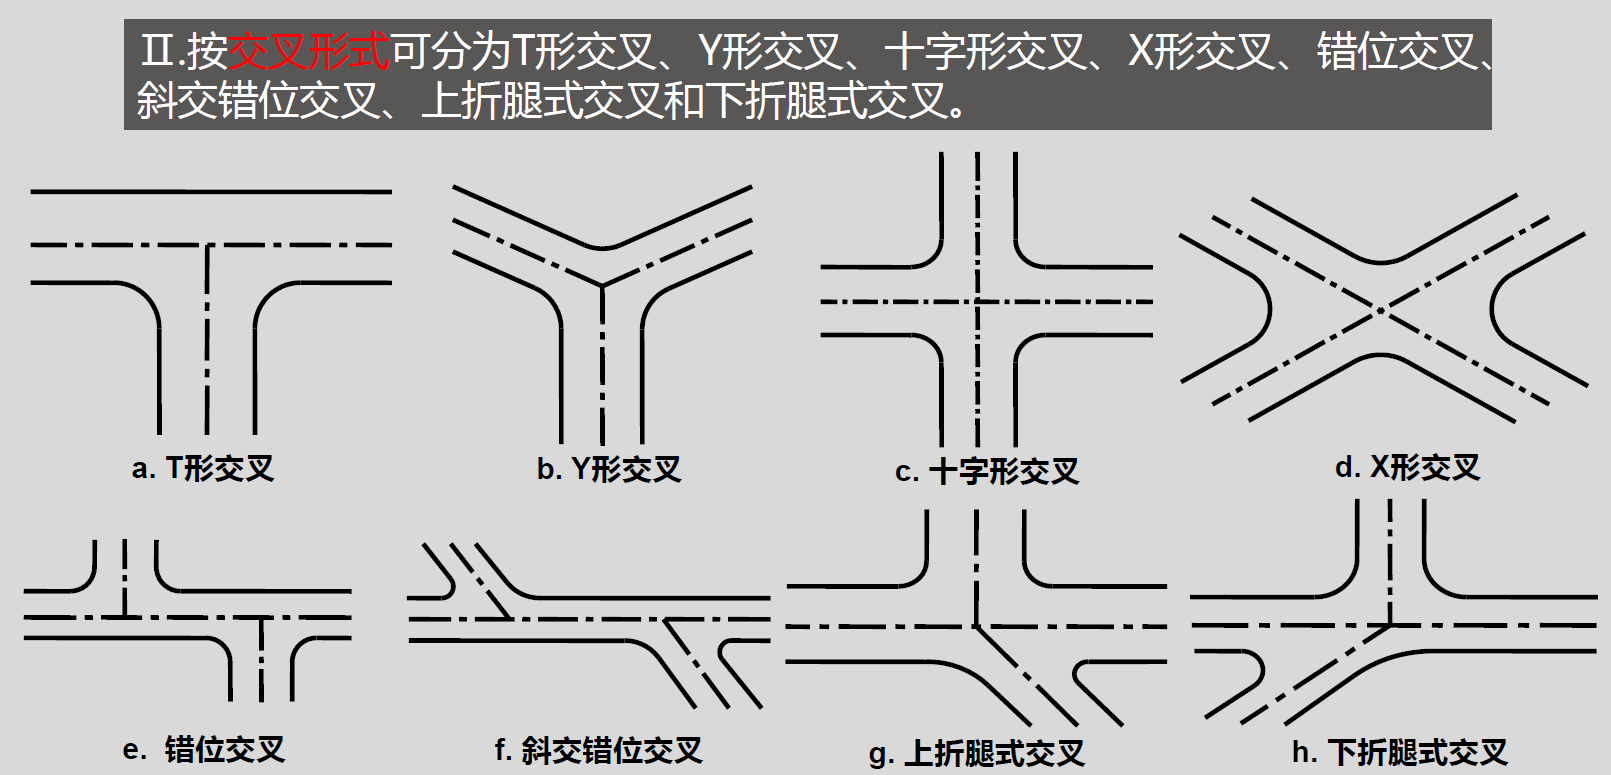 Ⅱ.按交叉形式可分为T形交叉、Y形交叉、十字形交叉、X形交叉、错位交叉、
斜交错位交叉、上折腿式交叉和下折腿式交叉。
a. T形交叉
b. Y形交叉
c. 十字形交叉
d. X形交叉
e. 错位交叉
f. 斜交错位交叉
g. 上折腿式交叉
h. 下折腿式交叉